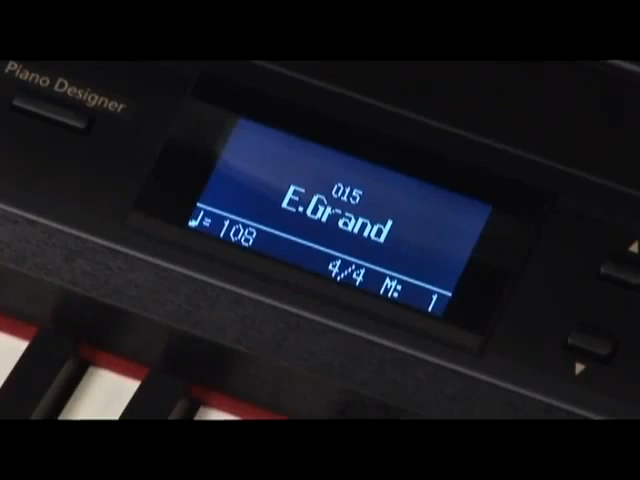 Piano Designer
015
E.Grand
♩= 108
4/4 M: 1